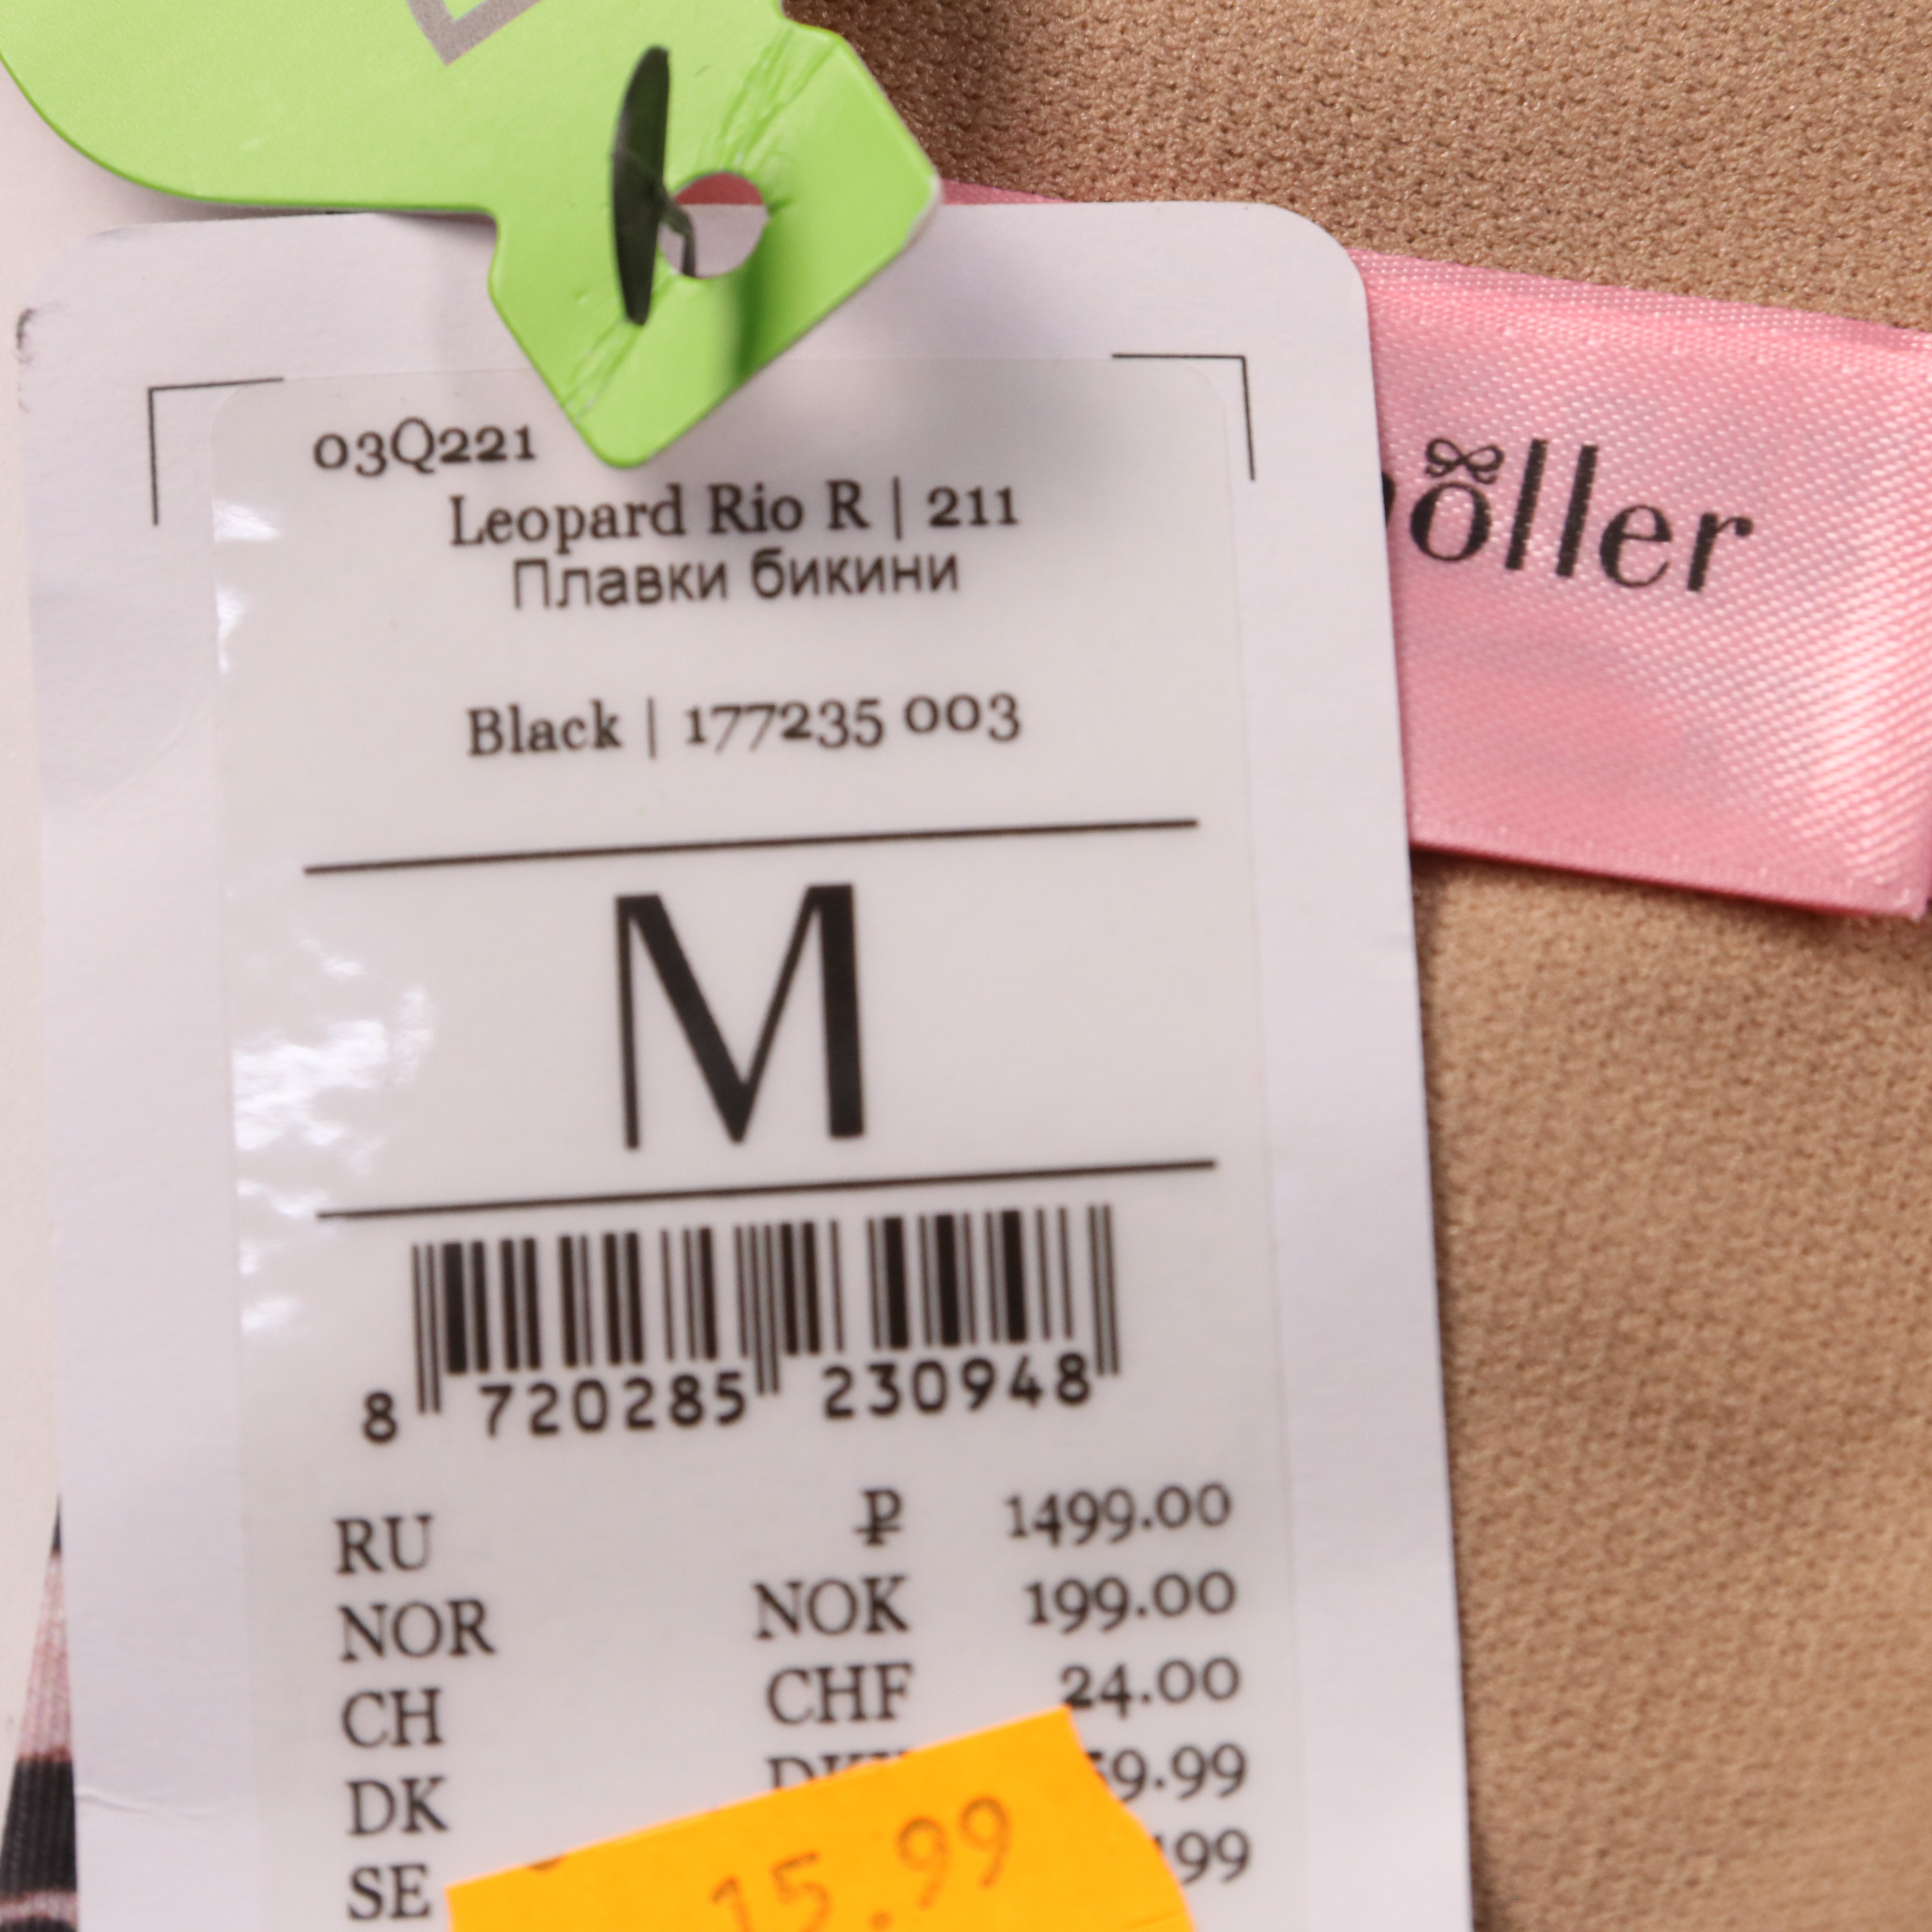 03Q221
Leopard Rio R | 211
Плавки бикини
Black | 177235 003
M
8 720285 230948
RU ₽ 1499.00
NOR NOK 199.00
CH CHF 24.00
DK
SE
15.99